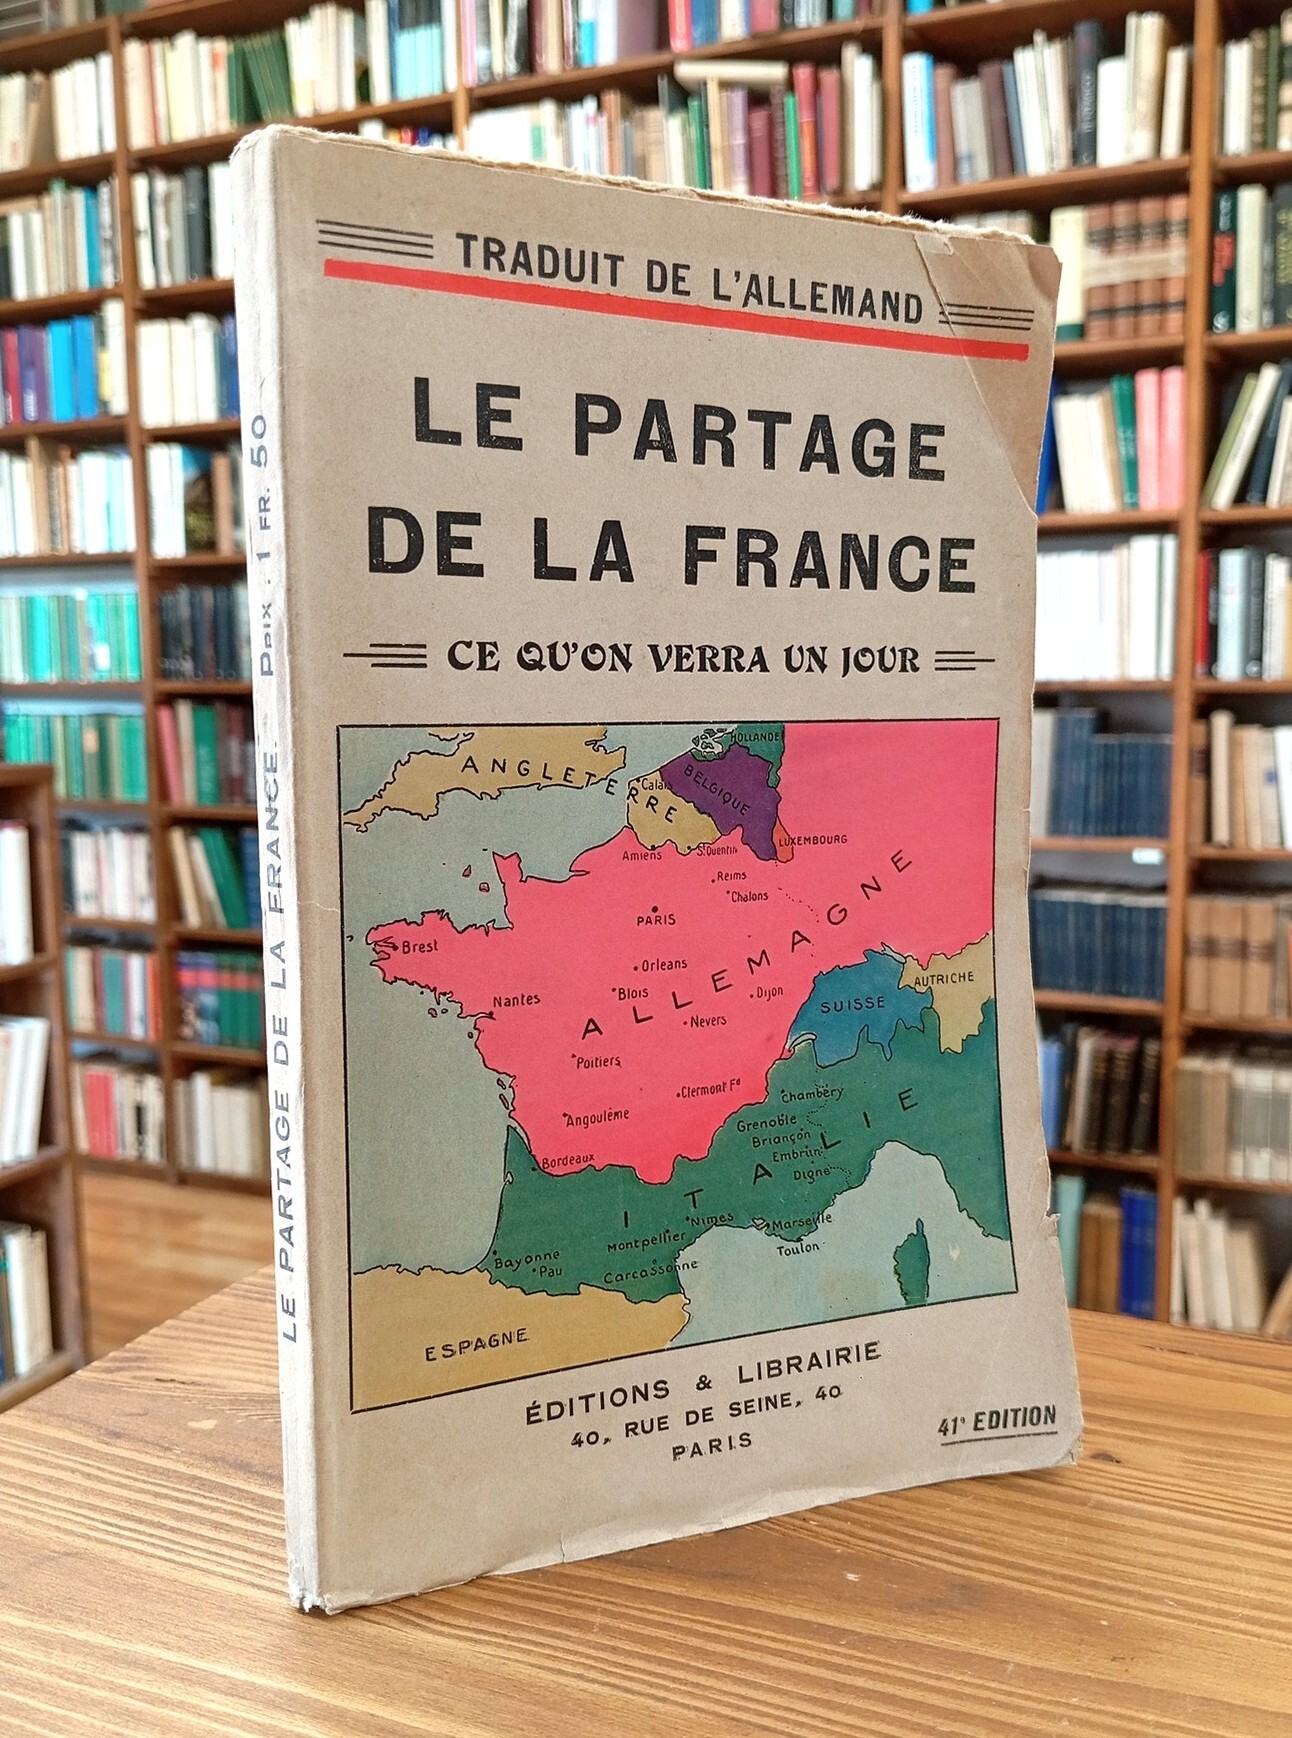 TRADUIT DE L'ALLEMAND
LE PARTAGE
DE LA FRANCE
CE QU'ON VERRA UN JOUR
HOLLANDE
ANGLETERRE
Calais
BELGIQUE
LUXEMBOURG
Amiens
St Quentin
Reims
Chalons
PARIS
Brest
Orleans
Blois
Dijon
Nantes
ALLEMAGNE
Nevers
SUISSE
AUTRICHE
Poitiers
Clermont Fd
Chambéry
Angoulême
Grenoble
Briançon
Embrun
Bordeaux
Digne
ITALIE
Nimes
Marseille
Montpellier
Toulon
Bayonne
Pau
Carcassonne
ESPAGNE
ÉDITIONS & LIBRAIRIE
40, RUE DE SEINE, 40
PARIS
41e EDITION
LE PARTAGE DE LA FRANCE. Prix : 1 FR. 50